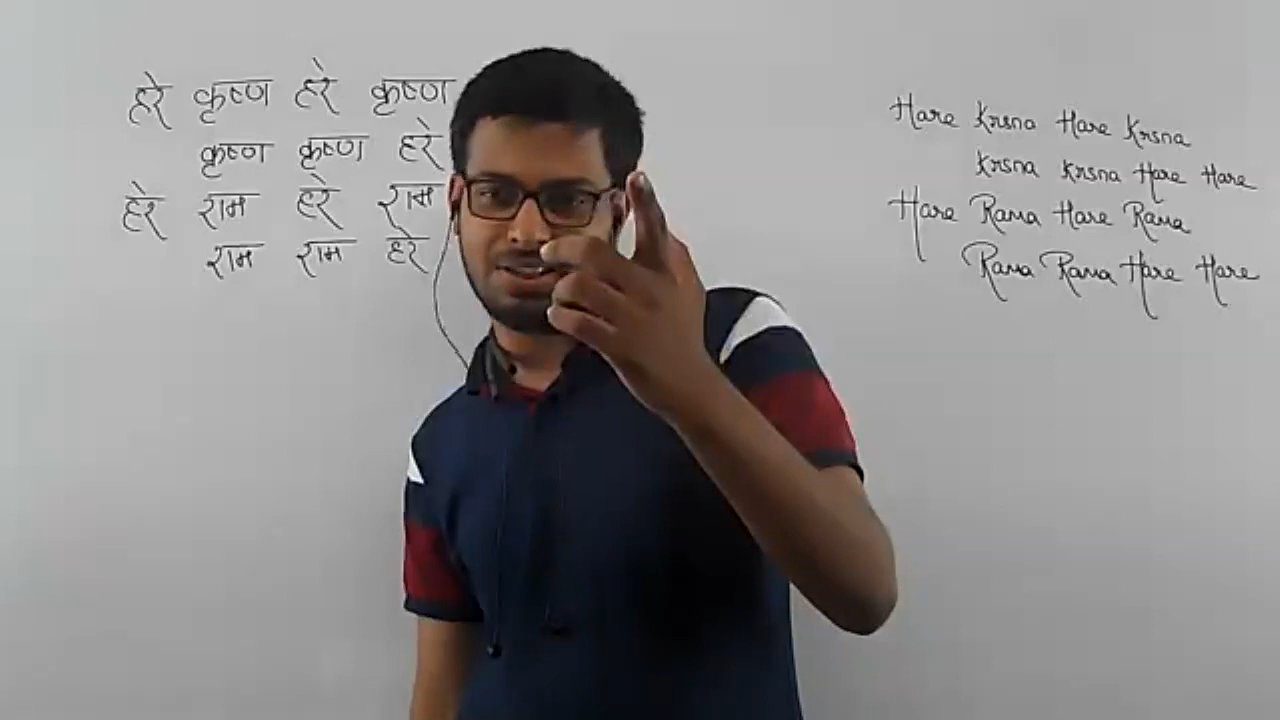 हरे कृष्ण हरे कृष्ण
कृष्ण कृष्ण हरे
हरे राम हरे राम
राम राम हरे
Hare Krsna Hare Krsna
Krsna Krsna Hare Hare
Hare Rama Hare Rama
Rama Rama Hare Hare